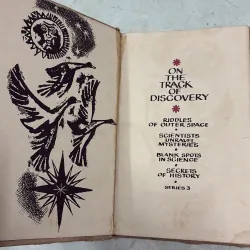 ON
THE
TRACK OF
DISCOVERY
RIDDLES
OF OUTER SPACE
SCIENTISTS
UNRAVEL
MYSTERIES
BLANK SPOTS
IN SCIENCE
SECRETS
OF HISTORY
SERIES 3